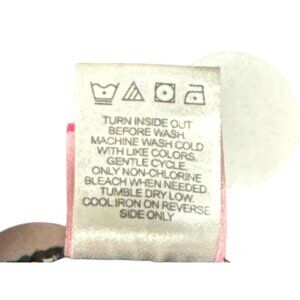 TURN INSIDE OUT
BEFORE WASH.
MACHINE WASH COLD
WITH LIKE COLORS.
GENTLE CYCLE
ONLY NON-CHLORINE
BLEACH WHEN NEEDED.
TUMBLE DRY LOW.
COOL IRON ON REVERSE
SIDE ONLY